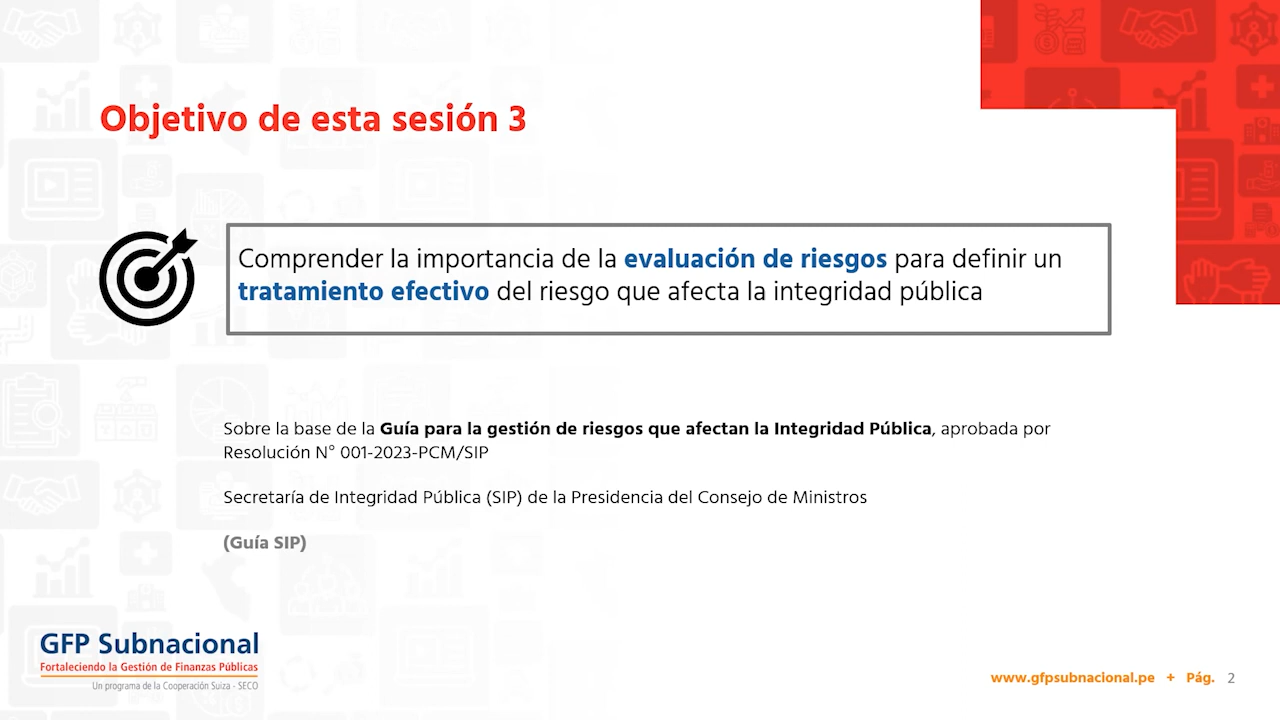 Objetivo de esta sesión 3
Comprender la importancia de la evaluación de riesgos para definir un
tratamiento efectivo del riesgo que afecta la integridad pública
Sobre la base de la Guía para la gestión de riesgos que afectan la Integridad Pública, aprobada por
Resolución N° 001-2023-PCM/SIP
Secretaría de Integridad Pública (SIP) de la Presidencia del Consejo de Ministros
(Guía SIP)
GFP Subnacional
Fortaleciendo la Gestión de Finanzas Públicas
Un programa de la Cooperación Suiza - SECO
www.gfpsubnacional.pe + Pág. 2